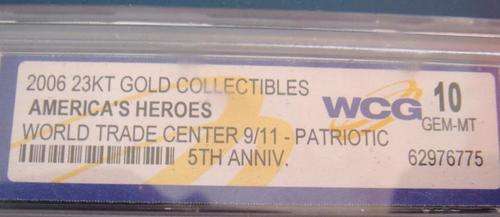 2006 23KT GOLD COLLECTIBLES
AMERICA'S HEROES
WORLD TRADE CENTER 9/11 - PATRIOTIC
5TH ANNIV.
WCG 10
GEM-MT
62976775